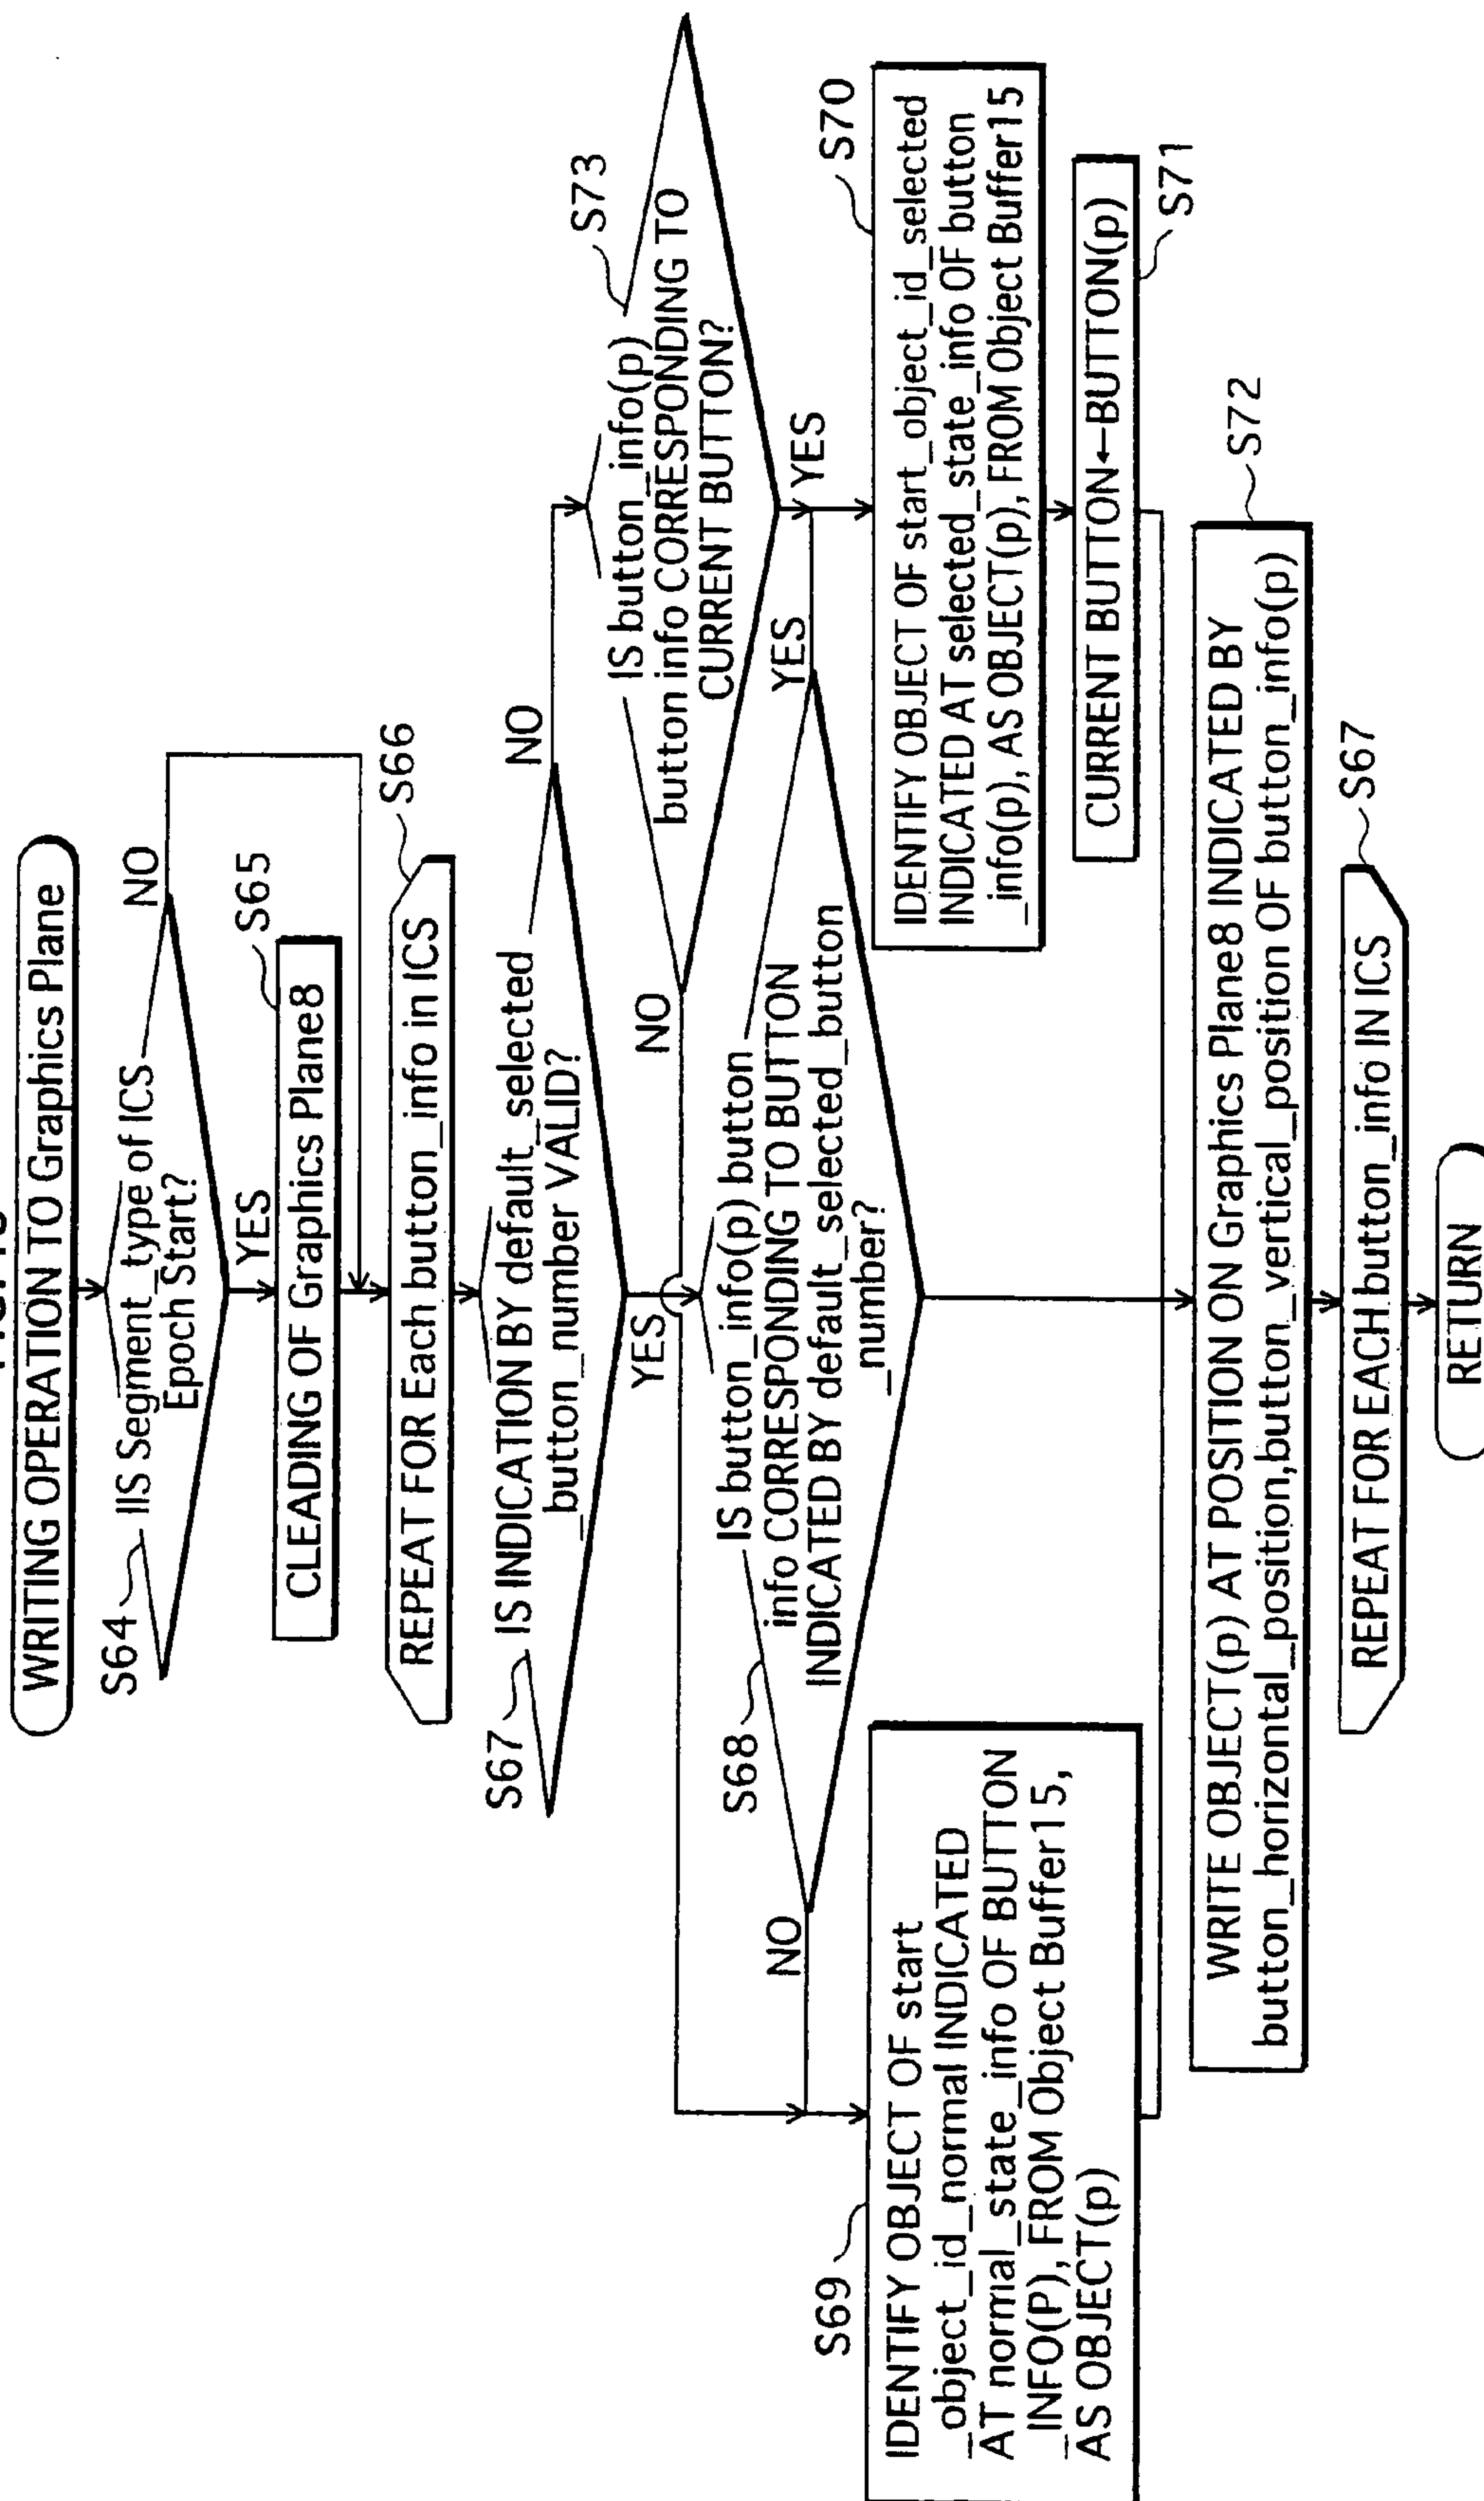 WRITING OPERATION TO Graphics Plane
S64
IIS Segment_type of ICS
Epoch Start?
NO
YES
S65
CLEADING OF Graphics Plane8
S66
REPEAT FOR Each button_info in ICS
S67
IS INDICATION BY default_selected
_button_number VALID?
NO
YES
S73
IS button_info(p)
button info CORRESPONDING TO
CURRENT BUTTON?
NO
YES
S68
IS button_info(p) button
info CORRESPONDING TO BUTTON
INDICATED BY default_selected_button
_number?
NO
YES
S69
IDENTIFY OBJECT OF start
_object_id_normal INDICATED
AT normal_state_info OF BUTTON
_INFO(P), FROM Object Buffer15,
AS OBJECT(p)
S70
IDENTIFY OBJECT OF start_object_id_selected
INDICATED AT selected_state_info OF button
_info(p), AS OBJECT(p), FROM Object Buffer15
CURRENT BUTTON←BUTTON(p)
S71
S72
WRITE OBJECT(p) AT POSITION ON Graphics Plane8 INDICATED BY
button_horizontal_position,button_vertical_position OF button_info(p)
S67
REPEAT FOR EACH button_info IN ICS
RETURN